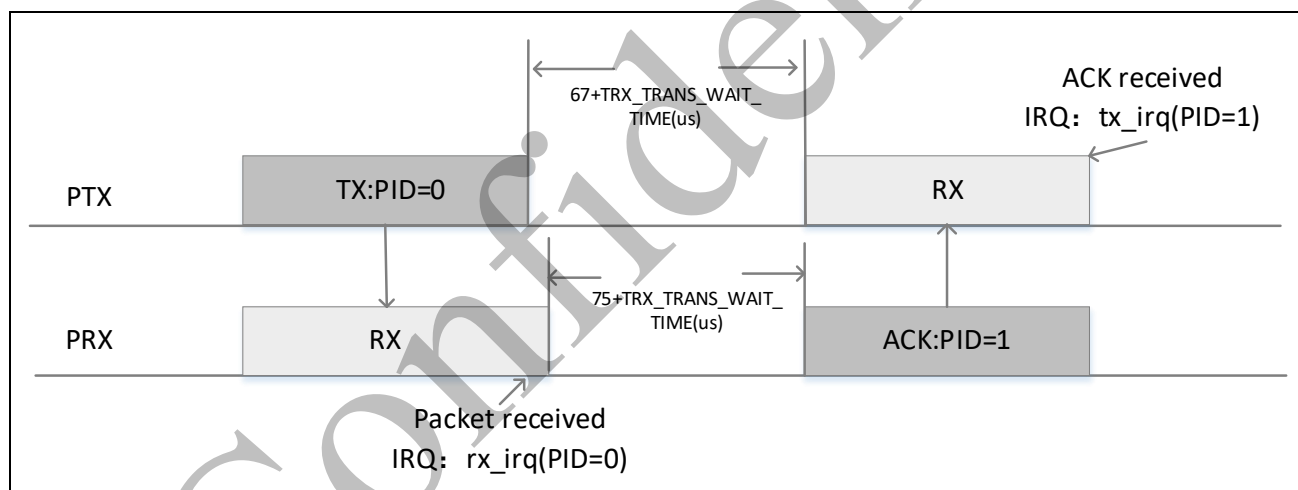 67+TRX_TRANS_WAIT_
TIME(us)
ACK received
IRQ：tx_irq(PID=1)
PTX
TX:PID=0
RX
75+TRX_TRANS_WAIT_
TIME(us)
PRX
RX
ACK:PID=1
Packet received
IRQ：rx_irq(PID=0)
Confiden